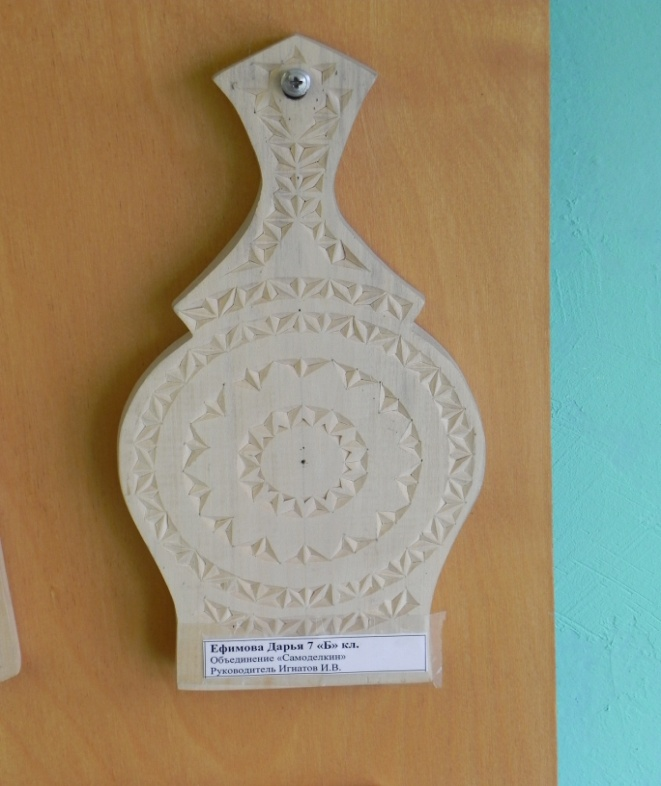 Ефимова Дарья 7 «Б» кл.
Объединение «Самоделкин»
Руководитель Игнатов И.В.